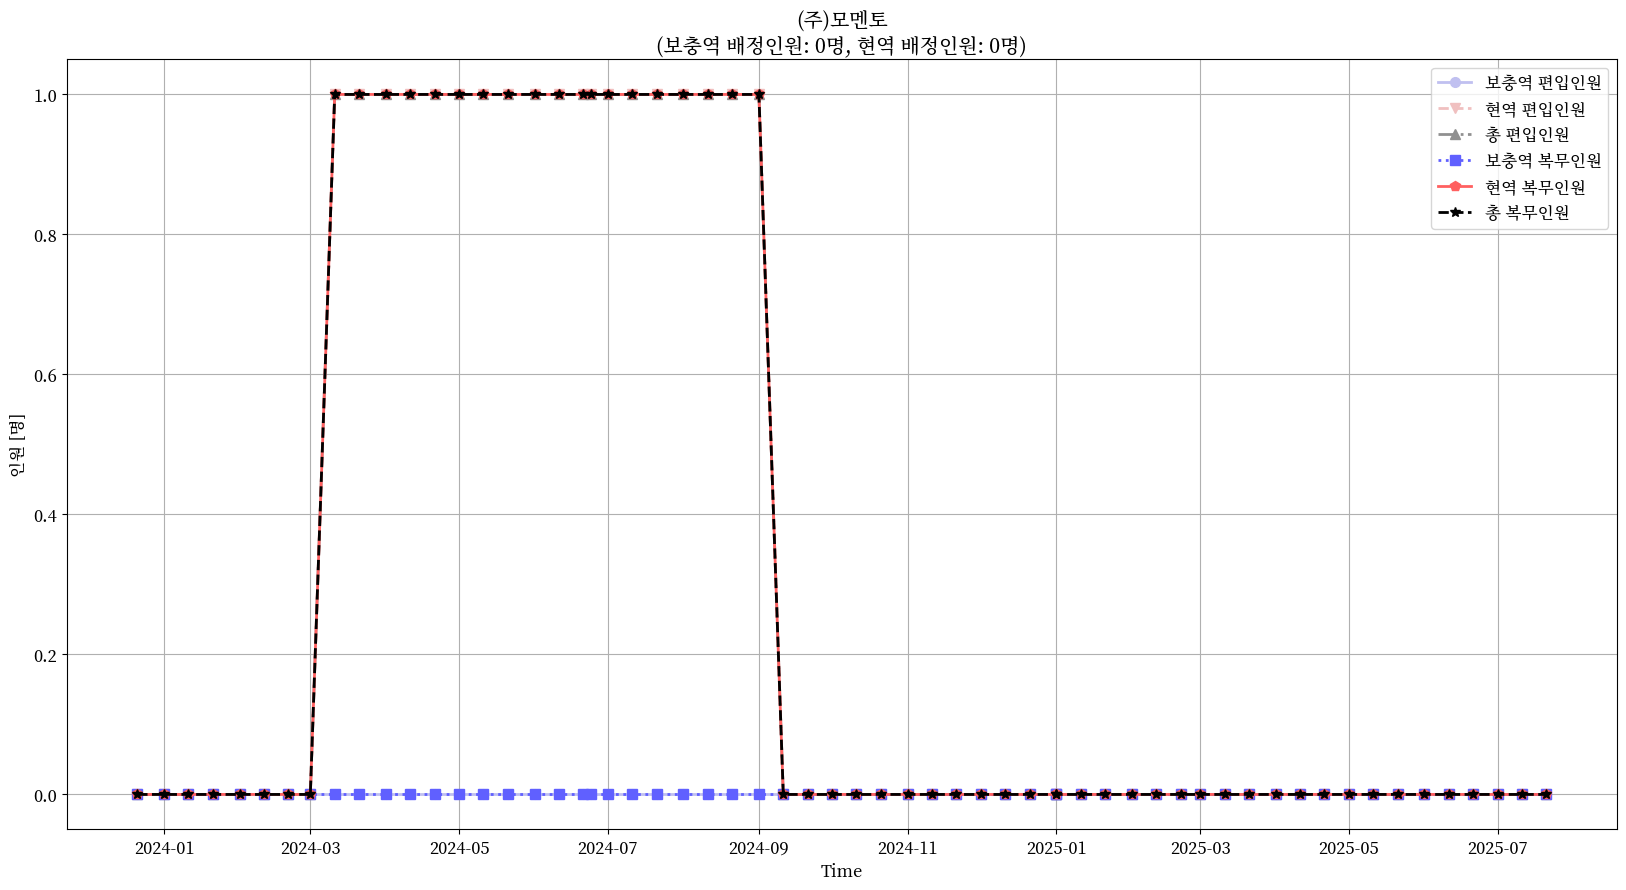 (주)모멘토
(보충역 배정인원: 0명, 현역 배정인원: 0명)
보충역 편입인원
현역 편입인원
총 편입인원
보충역 복무인원
현역 복무인원
총 복무인원
1.0
0.8
0.6
0.4
0.2
0.0
인원 [명]
2024-01 2024-03 2024-05 2024-07 2024-09 2024-11 2025-01 2025-03 2025-05 2025-07
Time